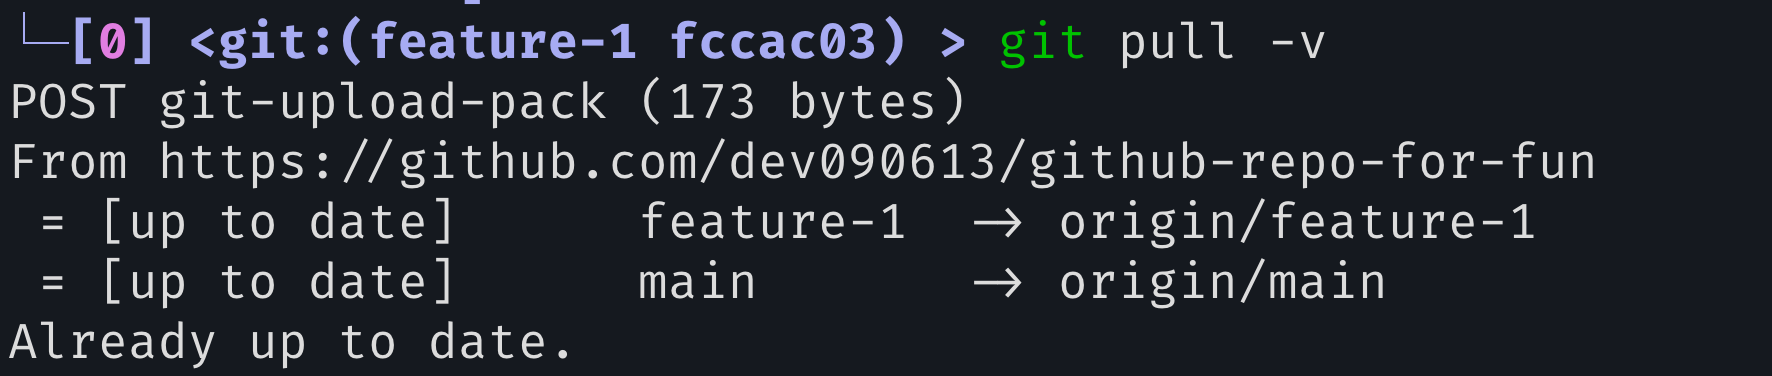 [0] <git:(feature-1 fccac03) > git pull -v
POST git-upload-pack (173 bytes)
From https://github.com/dev090613/github-repo-for-fun
 = [up to date]      feature-1  -> origin/feature-1
 = [up to date]      main       -> origin/main
Already up to date.